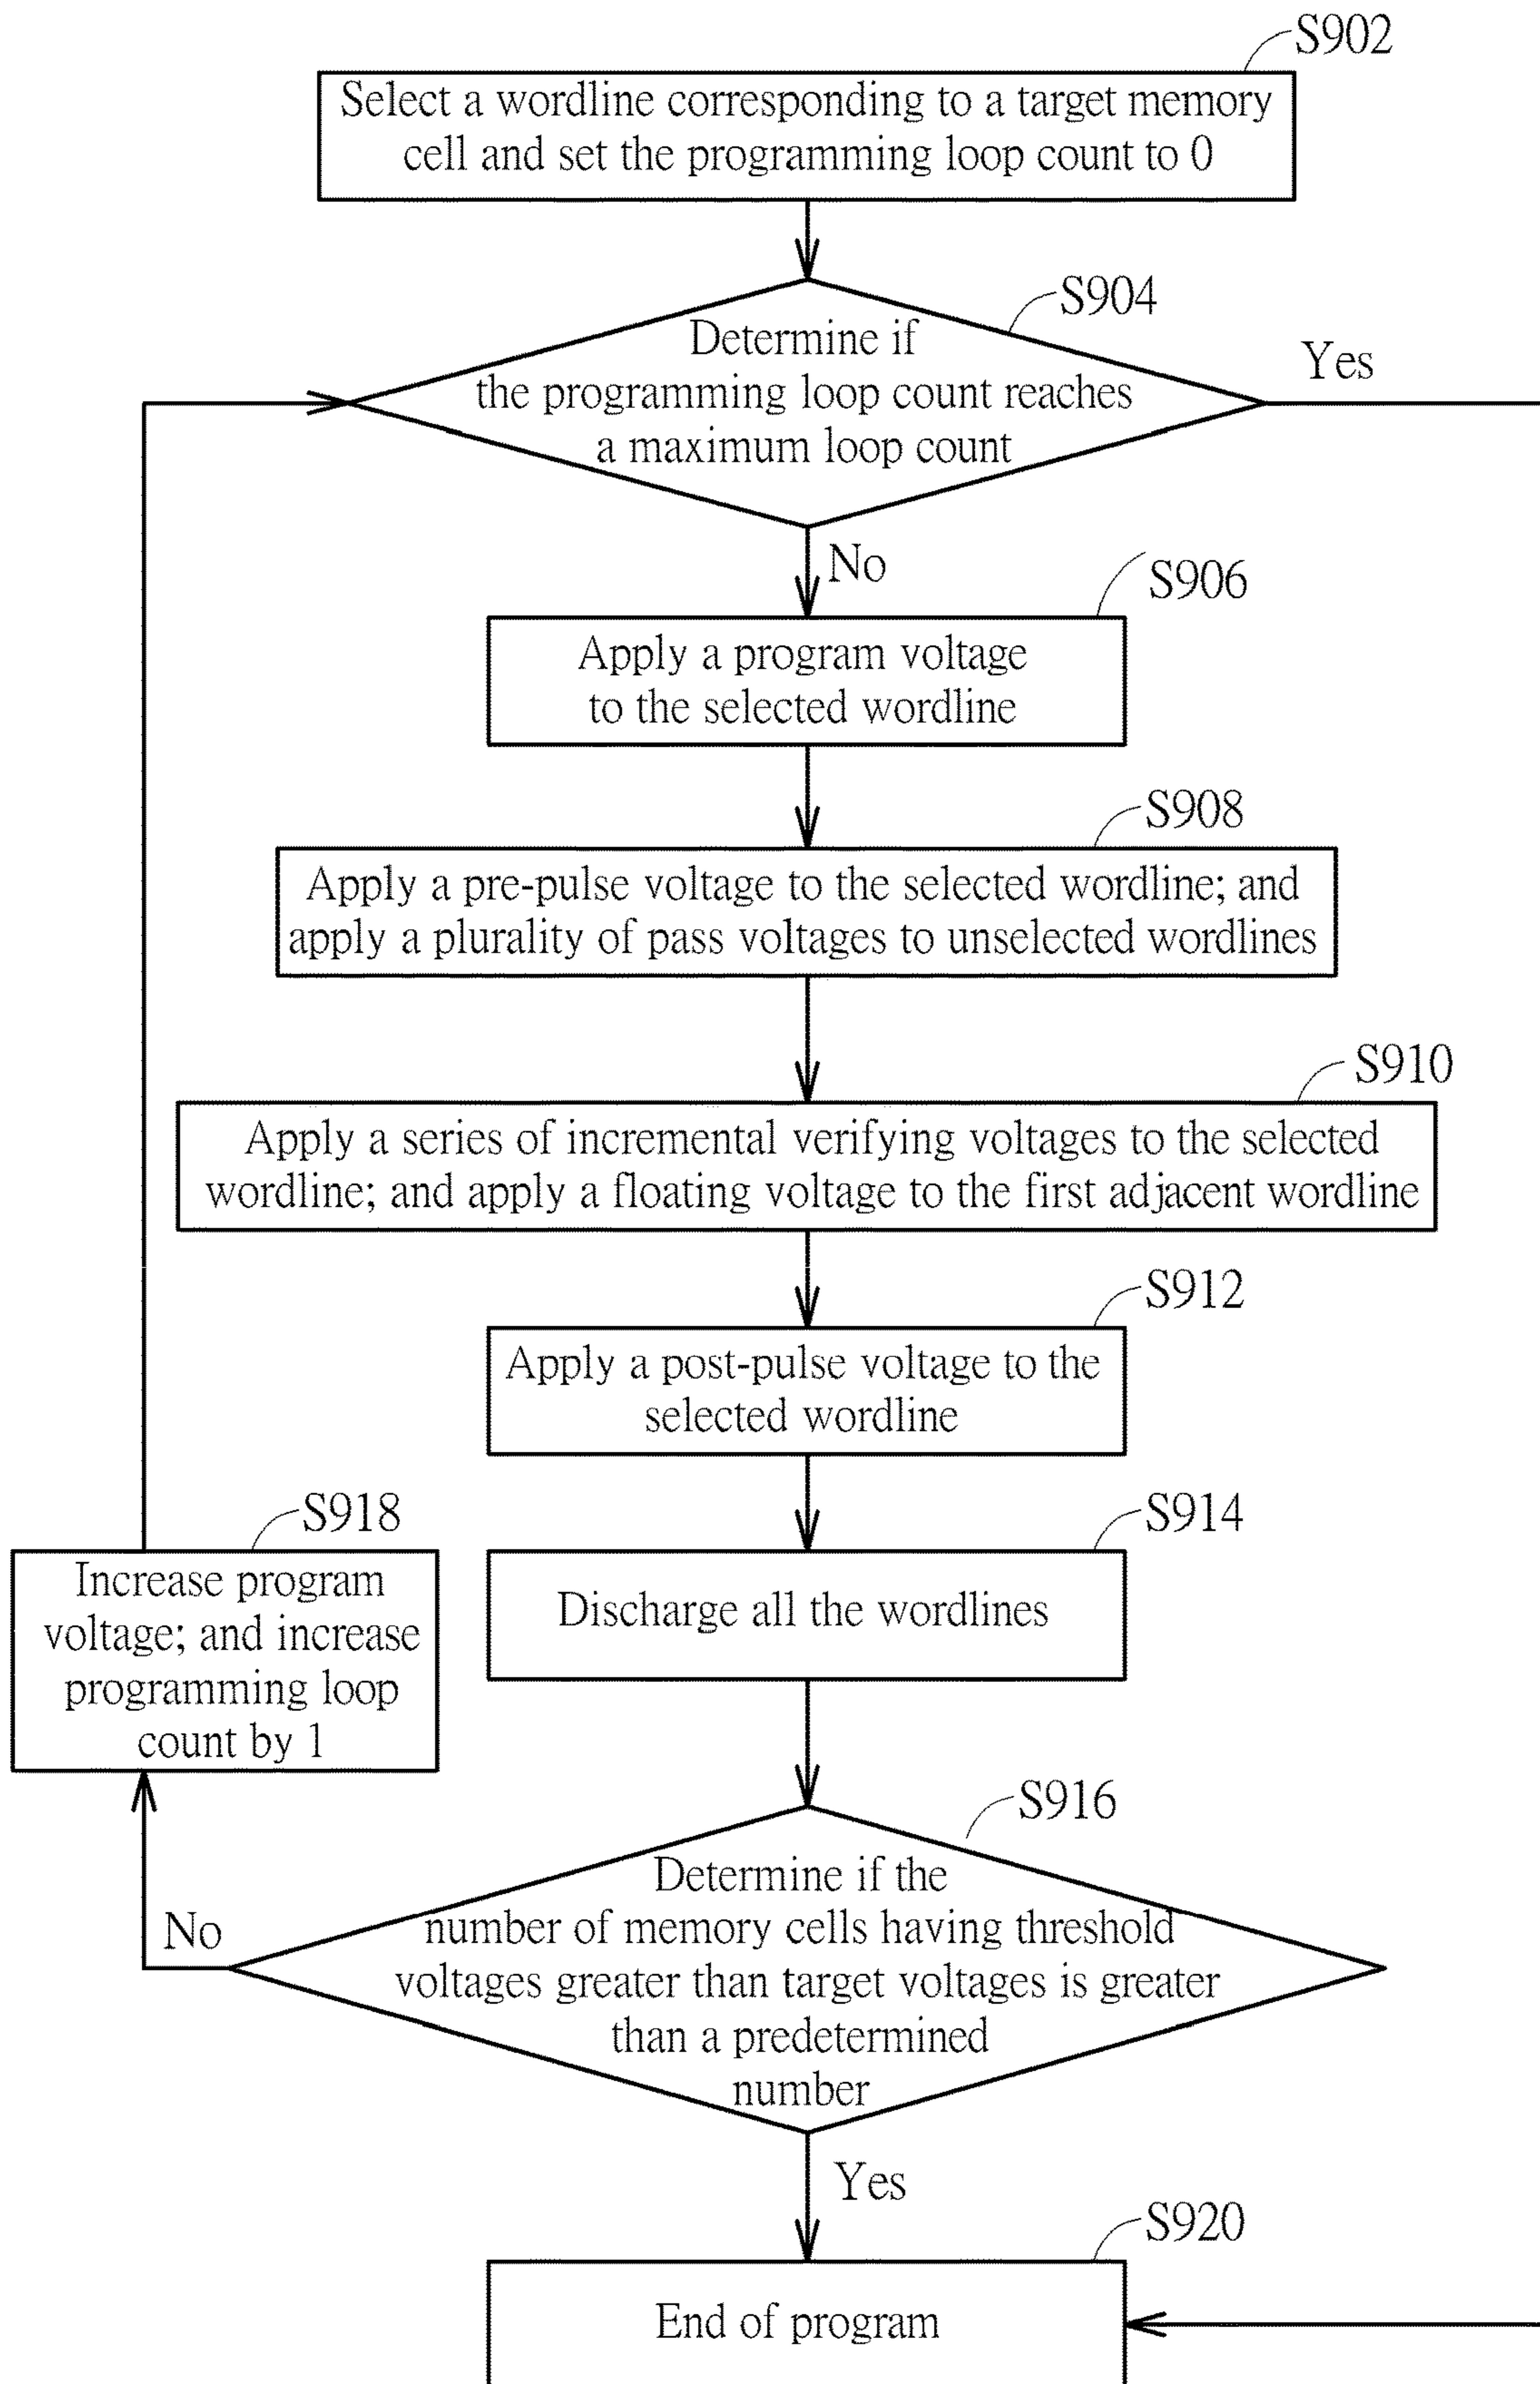 S902
Select a wordline corresponding to a target memory
cell and set the programming loop count to 0
S904
Determine if
the programming loop count reaches
a maximum loop count
Yes
No
S906
Apply a program voltage
to the selected wordline
S908
Apply a pre-pulse voltage to the selected wordline; and
apply a plurality of pass voltages to unselected wordlines
S910
Apply a series of incremental verifying voltages to the selected
wordline; and apply a floating voltage to the first adjacent wordline
S912
Apply a post-pulse voltage to the
selected wordline
S914
Discharge all the wordlines
S918
Increase program
voltage; and increase
programming loop
count by 1
S916
Determine if the
number of memory cells having threshold
voltages greater than target voltages is greater
than a predetermined
number
No
Yes
S920
End of program